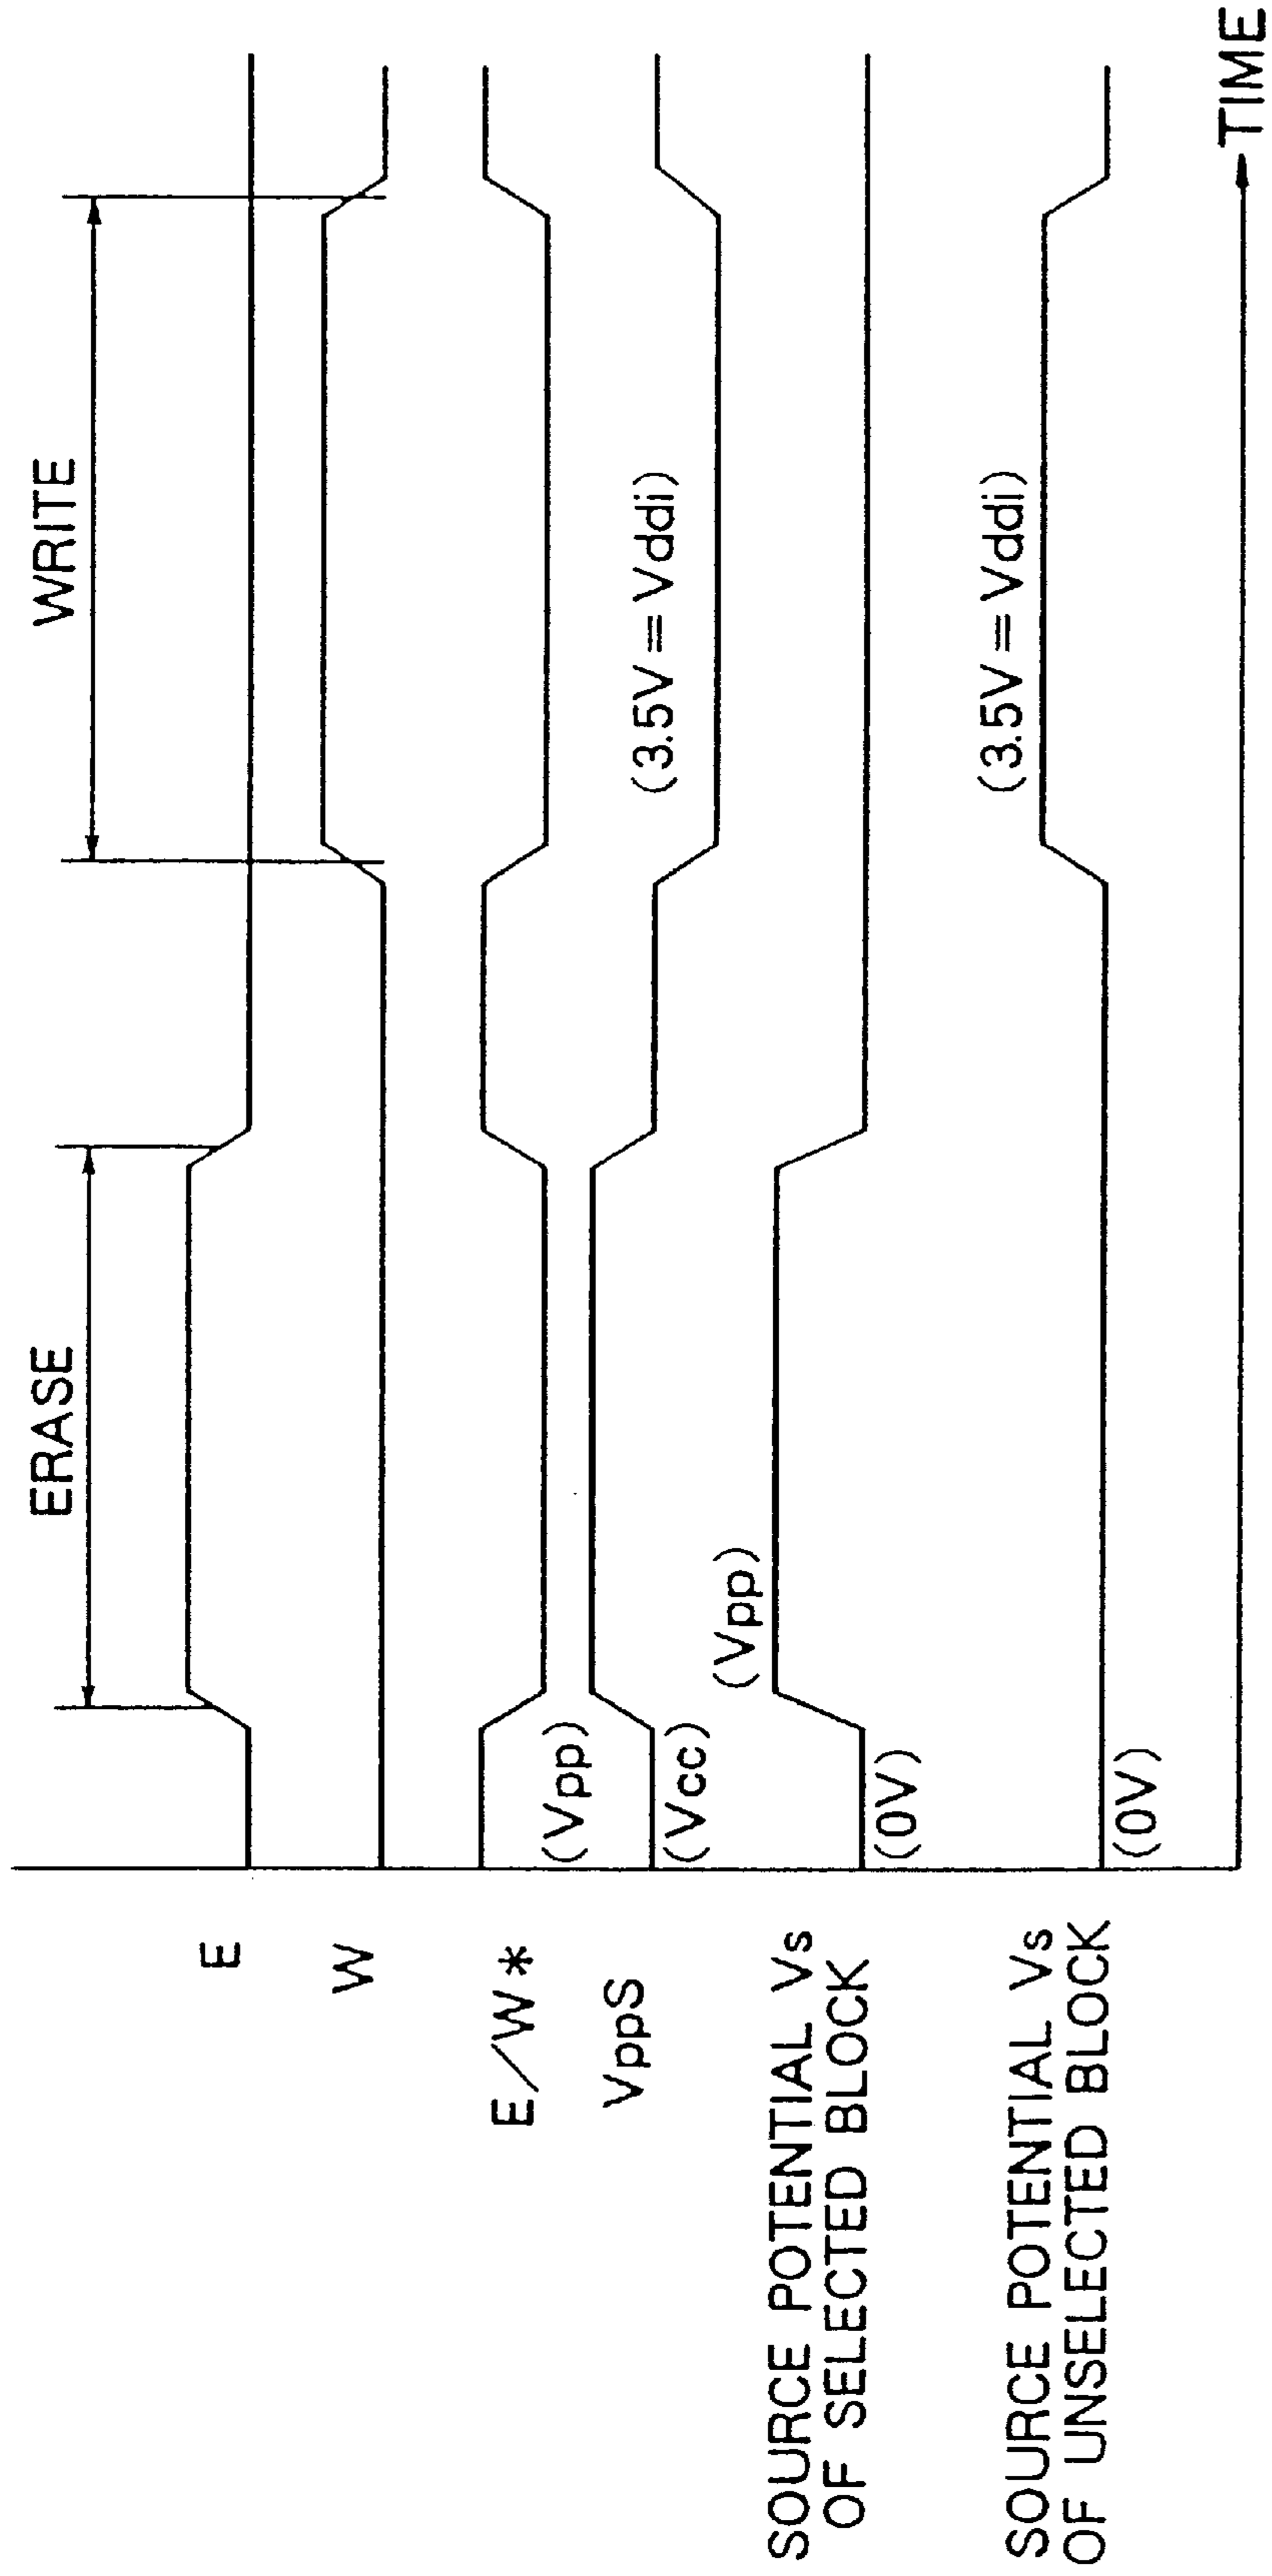 ERASE
WRITE
E
W
E/W*
(Vpp)
VppS
(Vcc)
(3.5V=Vddi)
(Vpp)
SOURCE POTENTIAL Vs
OF SELECTED BLOCK
(0V)
(3.5V=Vddi)
SOURCE POTENTIAL Vs
OF UNSELECTED BLOCK
(0V)
TIME